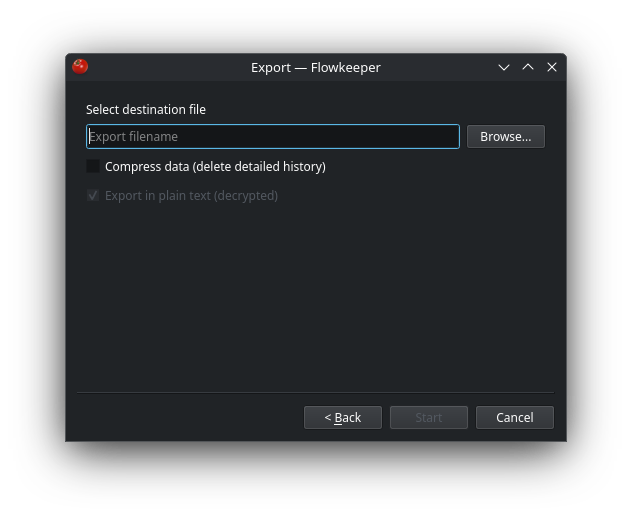 Export — Flowkeeper
Select destination file
Export filename
Browse...
Compress data (delete detailed history)
Export in plain text (decrypted)
< Back
Start
Cancel